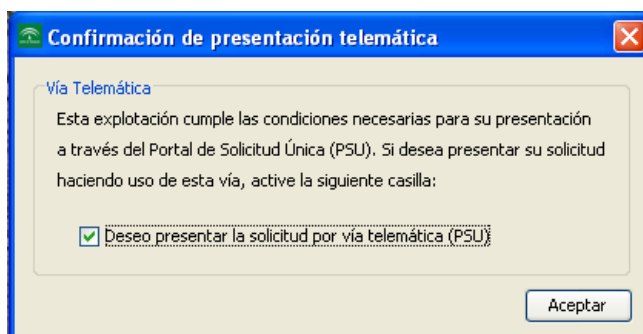 Confirmación de presentación telemática
Vía Telemática
Esta explotación cumple las condiciones necesarias para su presentación
a través del Portal de Solicitud Única (PSU). Si desea presentar su solicitud
haciendo uso de esta vía, active la siguiente casilla:
Deseo presentar la solicitud por vía telemática (PSU)
Aceptar